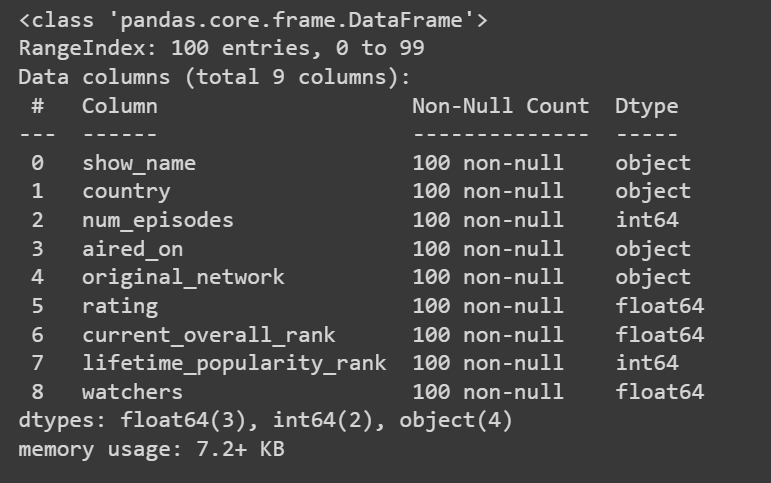 <class 'pandas.core.frame.DataFrame'>
RangeIndex: 100 entries, 0 to 99
Data columns (total 9 columns):
 #   Column                    Non-Null Count  Dtype
---  ------                    --------------  -----
 0   show_name                 100 non-null    object
 1   country                   100 non-null    object
 2   num_episodes              100 non-null    int64
 3   aired_on                  100 non-null    object
 4   original_network          100 non-null    object
 5   rating                    100 non-null    float64
 6   current_overall_rank      100 non-null    float64
 7   lifetime_popularity_rank  100 non-null    int64
 8   watchers                  100 non-null    float64
dtypes: float64(3), int64(2), object(4)
memory usage: 7.2+ KB